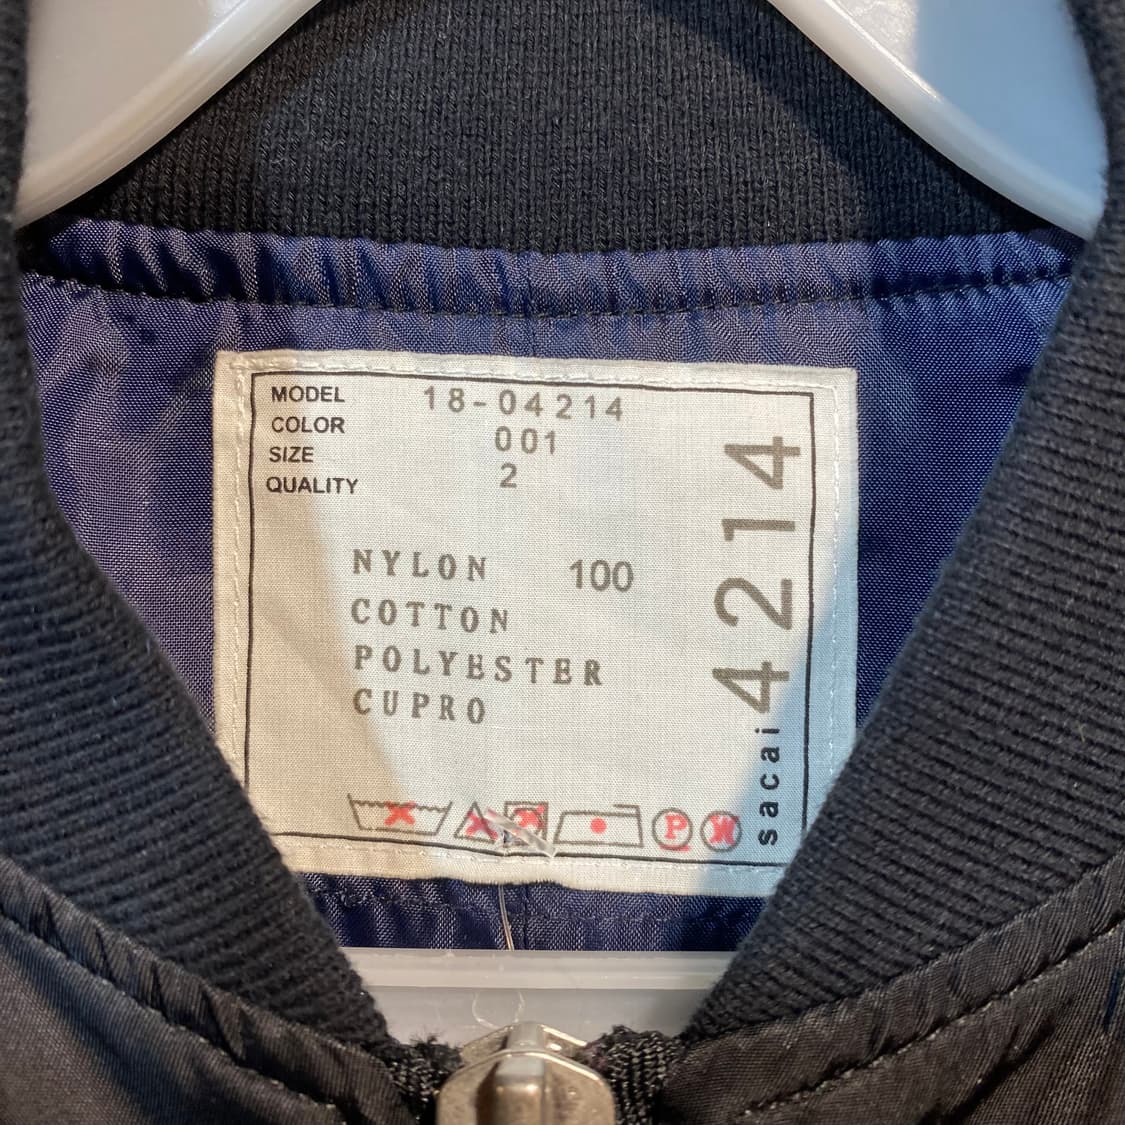 MODEL 18-04214
COLOR 001
SIZE 2
QUALITY
NYLON 100
COTTON
POLYESTER
CUPRO
P
W
sacai 4214